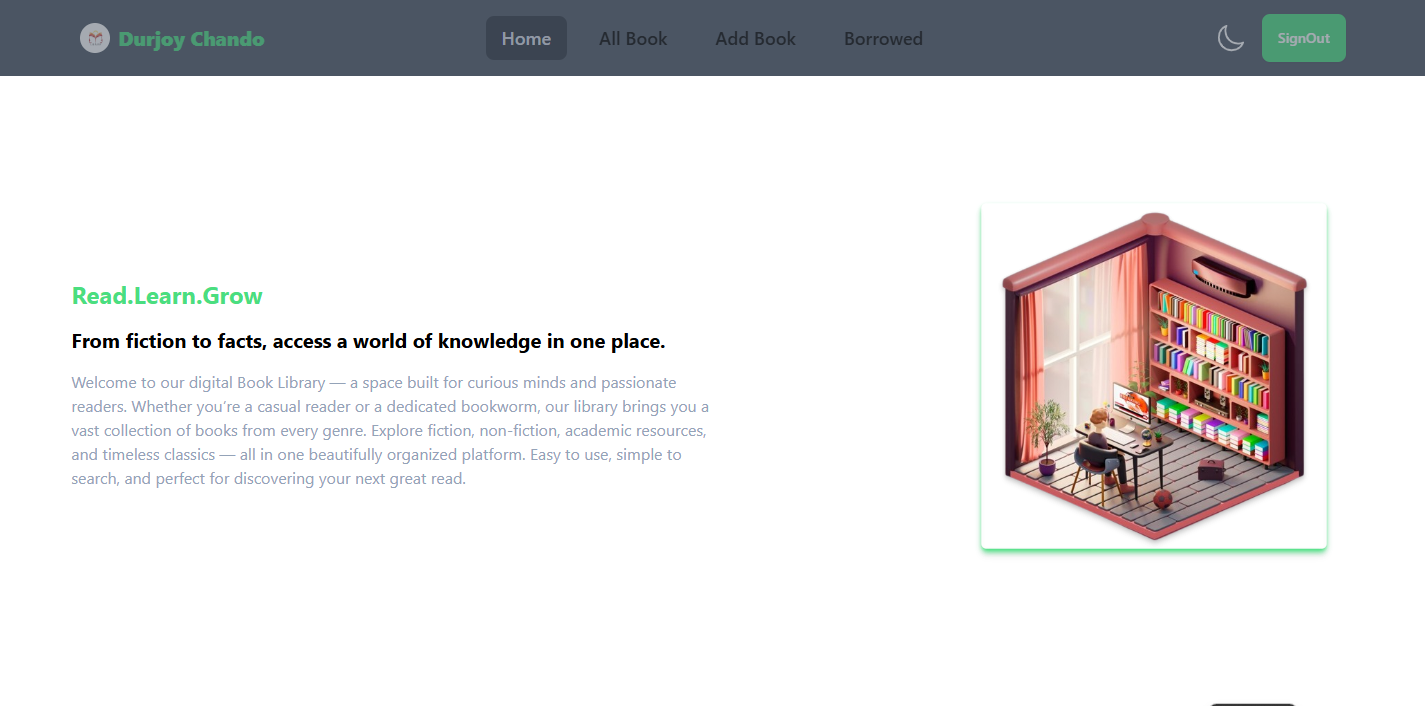 Durjoy Chando
Home
All Book
Add Book
Borrowed
SignOut
Read.Learn.Grow
From fiction to facts, access a world of knowledge in one place.
Welcome to our digital Book Library — a space built for curious minds and passionate
readers. Whether you're a casual reader or a dedicated bookworm, our library brings you a
vast collection of books from every genre. Explore fiction, non-fiction, academic resources,
and timeless classics — all in one beautifully organized platform. Easy to use, simple to
search, and perfect for discovering your next great read.